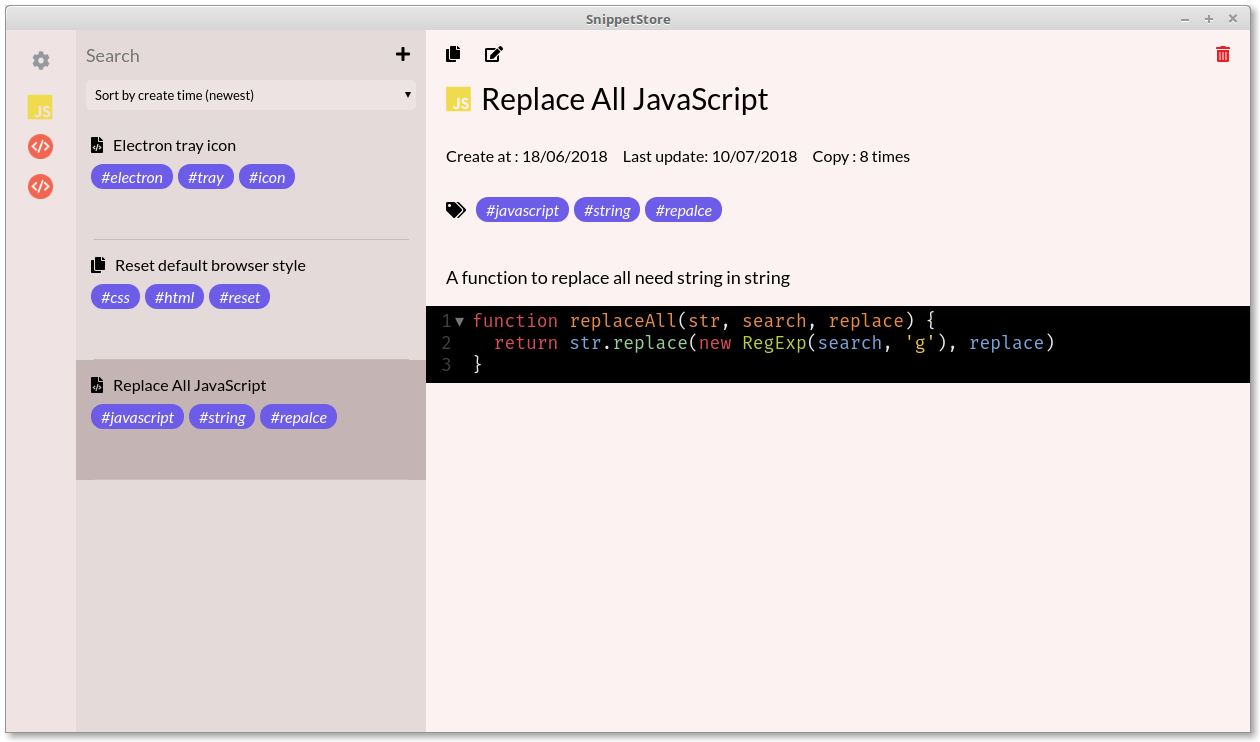 SnippetStore
Search
Sort by create time (newest)
Electron tray icon
#electron #tray #icon
Reset default browser style
#css #html #reset
Replace All JavaScript
#javascript #string #repalce
JS
JS Replace All JavaScript
Create at : 18/06/2018 Last update: 10/07/2018 Copy : 8 times
#javascript #string #repalce
A function to replace all need string in string
1 function replaceAll(str, search, replace) {
2 return str.replace(new RegExp(search, 'g'), replace)
3 }